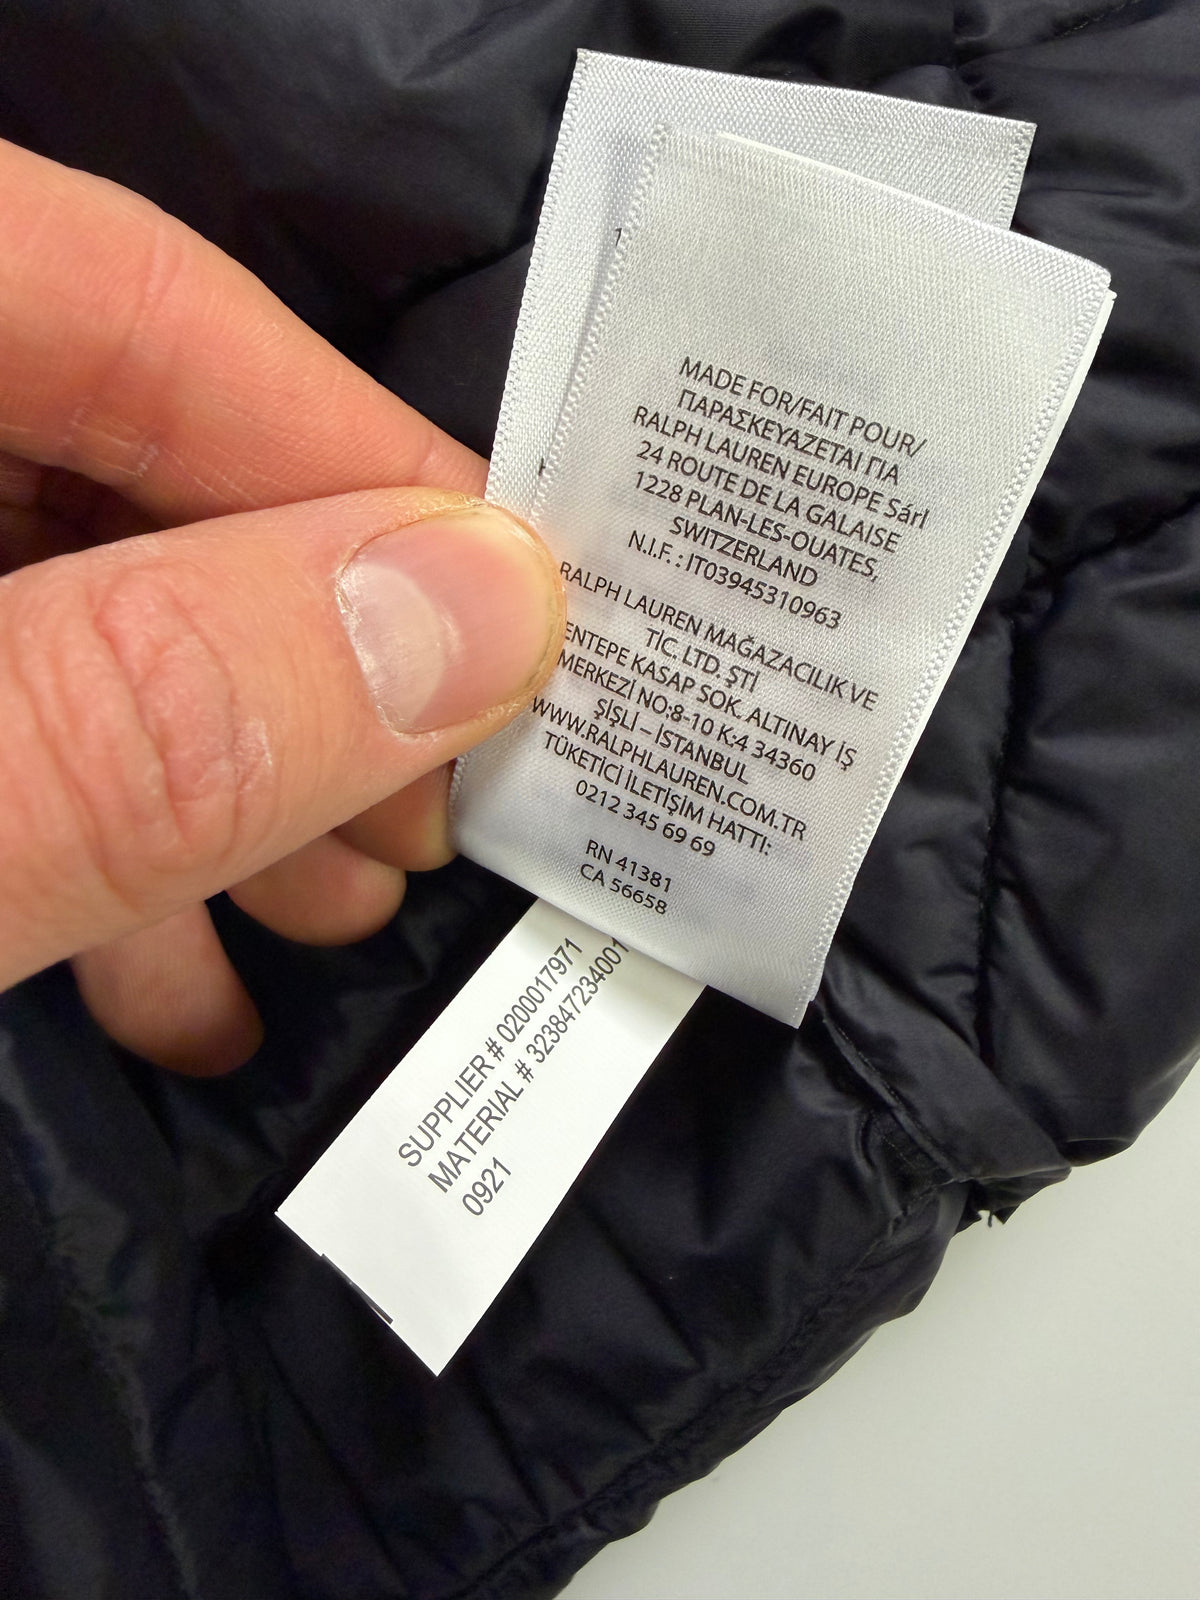 MADE FOR/FAIT POUR/
ΠΑΡΑΣΚΕΥΑΖΕΤΑΙ ΓΙΑ
RALPH LAUREN EUROPE Sárl
24 ROUTE DE LA GALAISE
1228 PLAN-LES-OUATES,
SWITZERLAND
N.I.F. : IT03945310963
RALPH LAUREN MAĞAZACILIK VE
TİC. LTD. ŞTİ
ENTEPE KASAP SOK. ALTINAY İŞ
MERKEZİ NO:8-10 K:4 34360
ŞİŞLİ – İSTANBUL
WWW.RALPHLAUREN.COM.TR
TÜKETİCİ İLETİŞİM HATTI:
0212 345 69 69
RN 41381
CA 56658
SUPPLIER # 0200017971
MATERIAL # 323847234001
0921